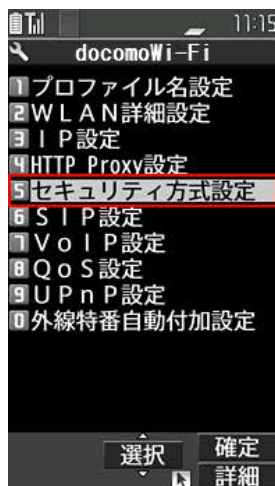 11:15
docomoWi-Fi
1プロファイル名設定
2WLAN詳細設定
3IP設定
4HTTP Proxy設定
5セキュリティ方式設定
6SIP設定
7VoIP設定
8QoS設定
9UPnP設定
0外線特番自動付加設定
選択 確定
詳細